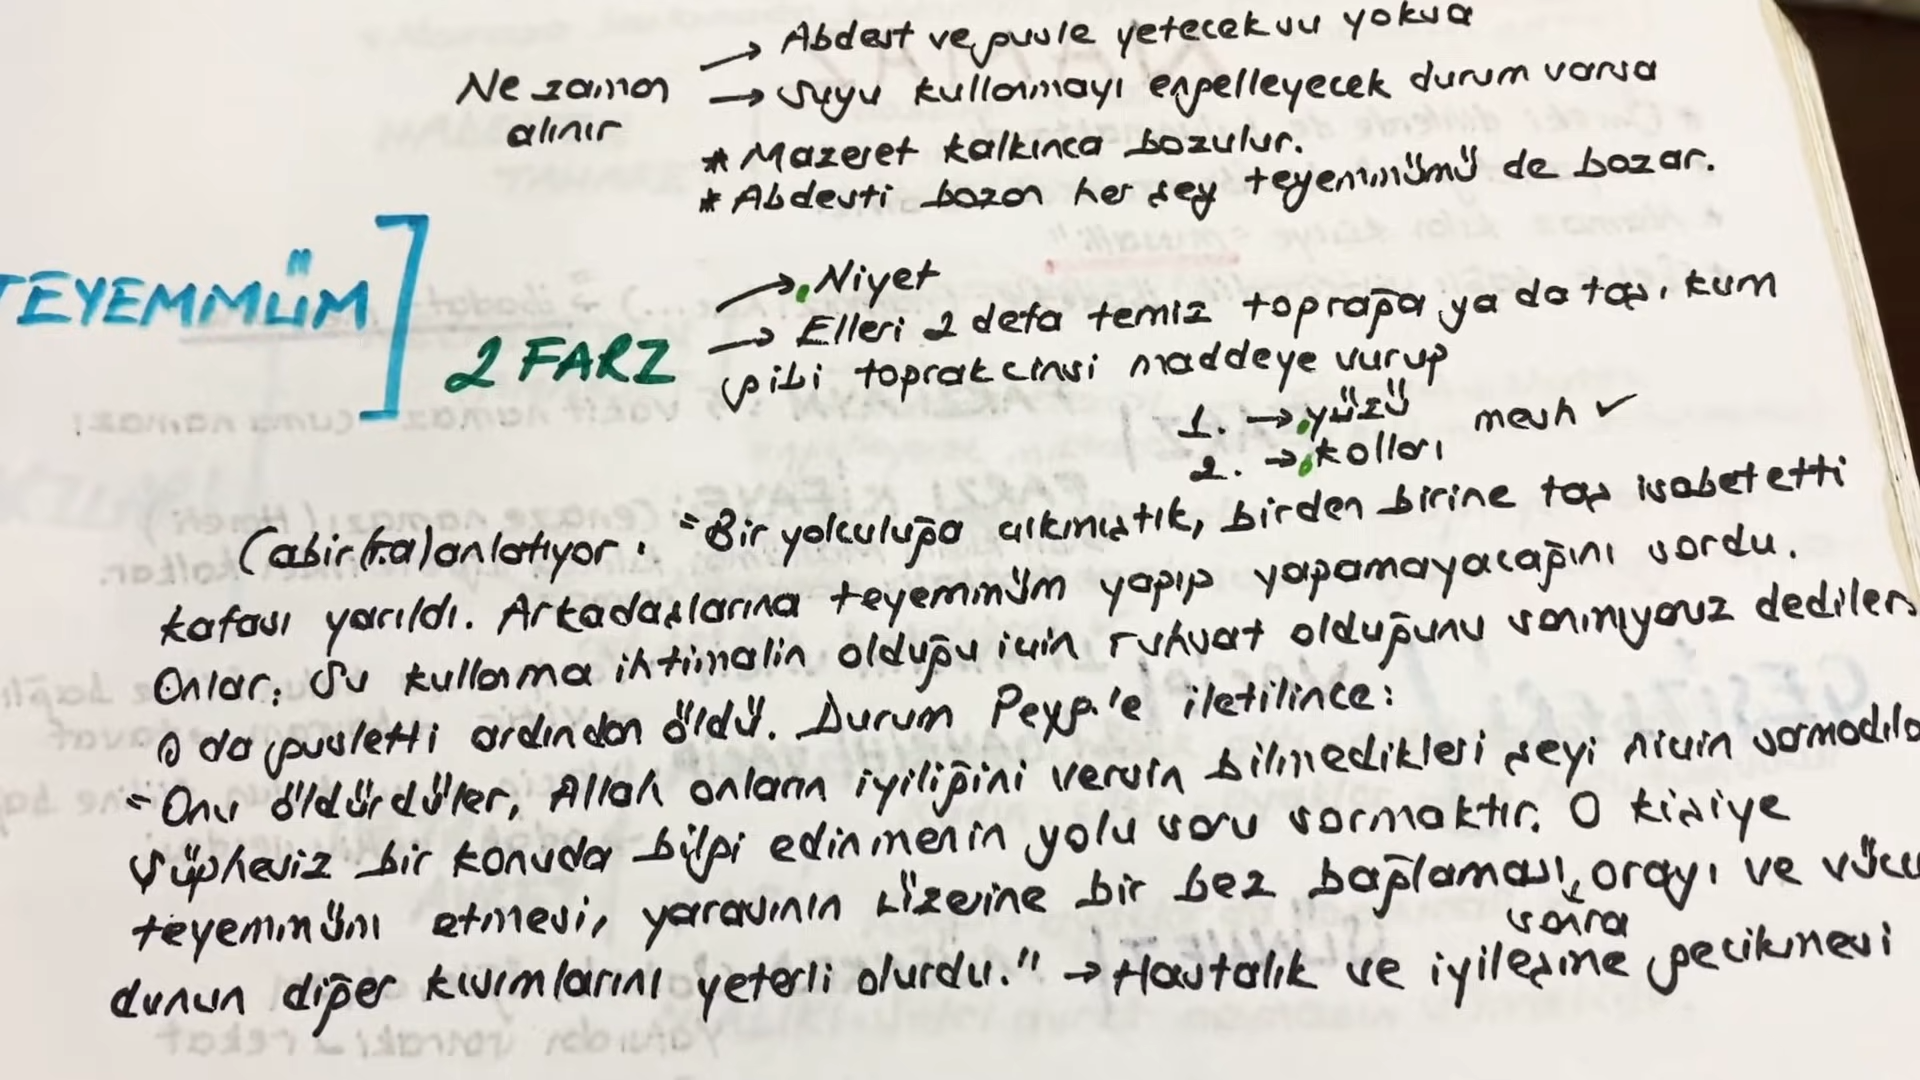 Ne zaman alınır
→ Abdest ve gusüle yetecek su yoksa
→ suyu kullanmayı engelleyecek durum varsa
* Mazeret kalkınca bozulur.
* Abdesti bozan her şey teyemmümü de bozar.
TEYEMMÜM]
2 FARZ
→ Niyet
→ Elleri 2 defa temiz toprağa ya da taş, kum
gibi toprak cinsi maddeye vurup
1. → yüzü mesh ✓
2. → kolları
Cabir (r.a) anlatıyor: "Bir yolculuğa çıkmıştık, birden birine taş isabet etti
kafası yarıldı. Arkadaşlarına teyemmüm yapıp yapamayacağını sordu.
Onlar; su kullanma ihtimalin olduğu için ruhsat olduğunu sanmıyoruz dediler
O da gusletti ardından öldü. Durum Peyg.'e iletilince:
"Onu öldürdüler, Allah onların iyiliğini versin bilmedikleri şeyi niçin sormadıla
Şüphesiz bir konuda bilgi edinmenin yolu soru sormaktır. O kişiye
teyemmüm etmesi, yarasının üzerine bir bez bağlaması, orayı ve vücu
sonra
dunun diğer kısımlarını yeterli olurdu." → Hastalık ve iyileşme gecikmesi